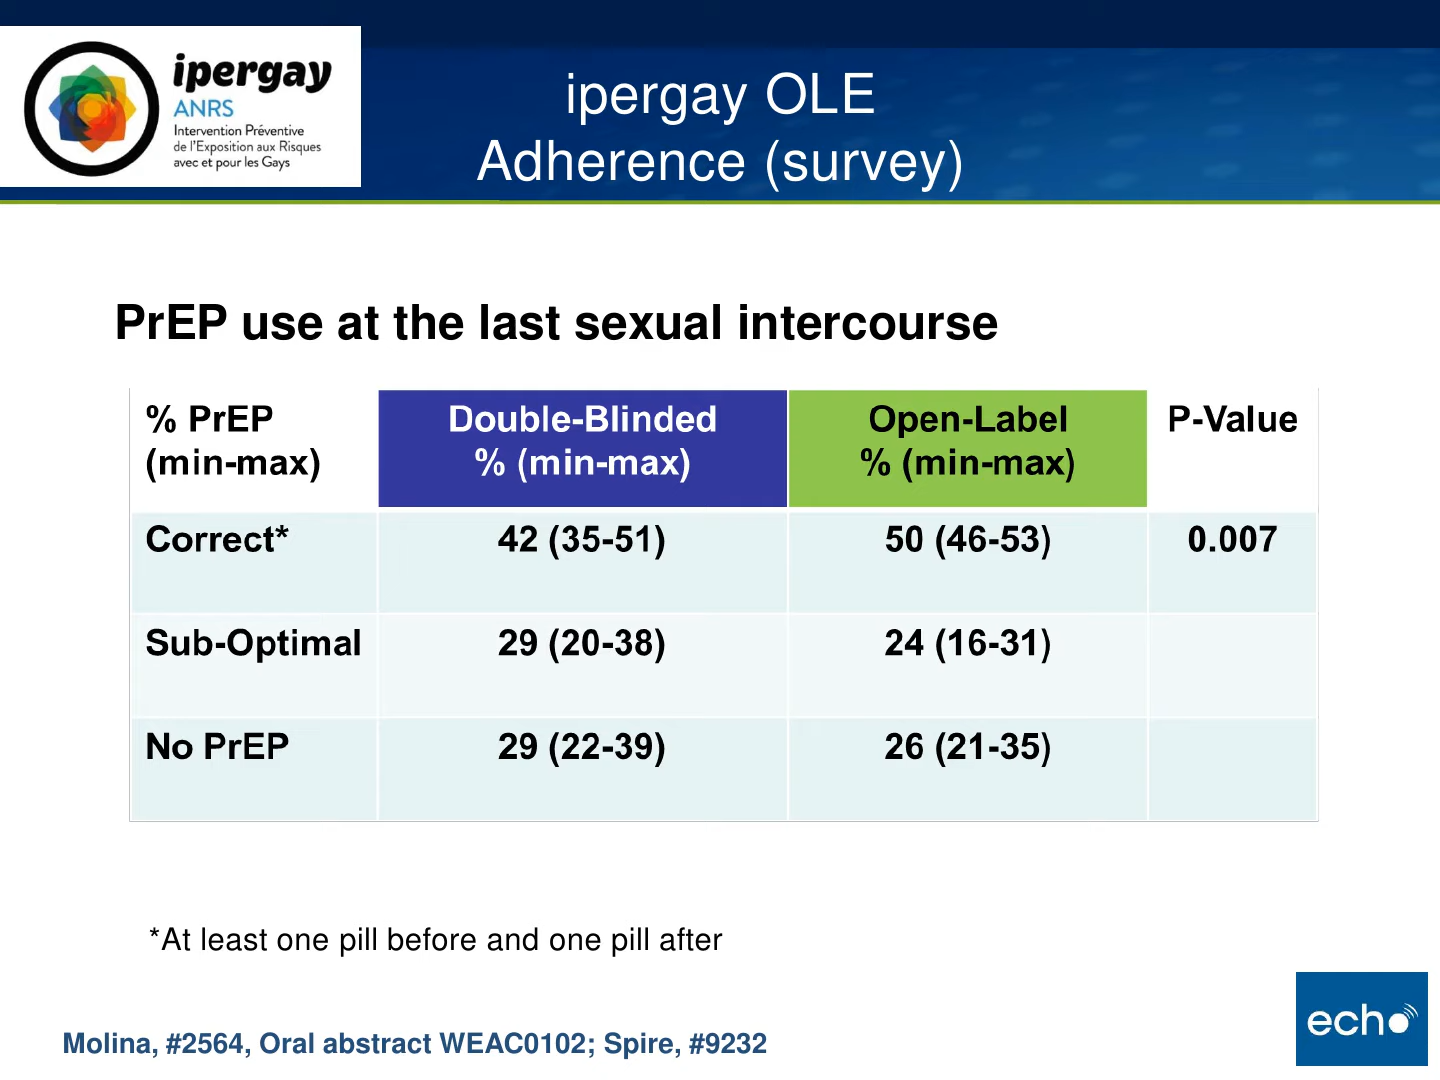 ipergay
ANRS
Intervention Préventive
de l'Exposition aux Risques
avec et pour les Gays
ipergay OLE
Adherence (survey)
PrEP use at the last sexual intercourse
% PrEP (min-max) Double-Blinded % (min-max) Open-Label % (min-max) P-Value
Correct* 42 (35-51) 50 (46-53) 0.007
Sub-Optimal 29 (20-38) 24 (16-31)
No PrEP 29 (22-39) 26 (21-35)
*At least one pill before and one pill after
Molina, #2564, Oral abstract WEAC0102; Spire, #9232
echo